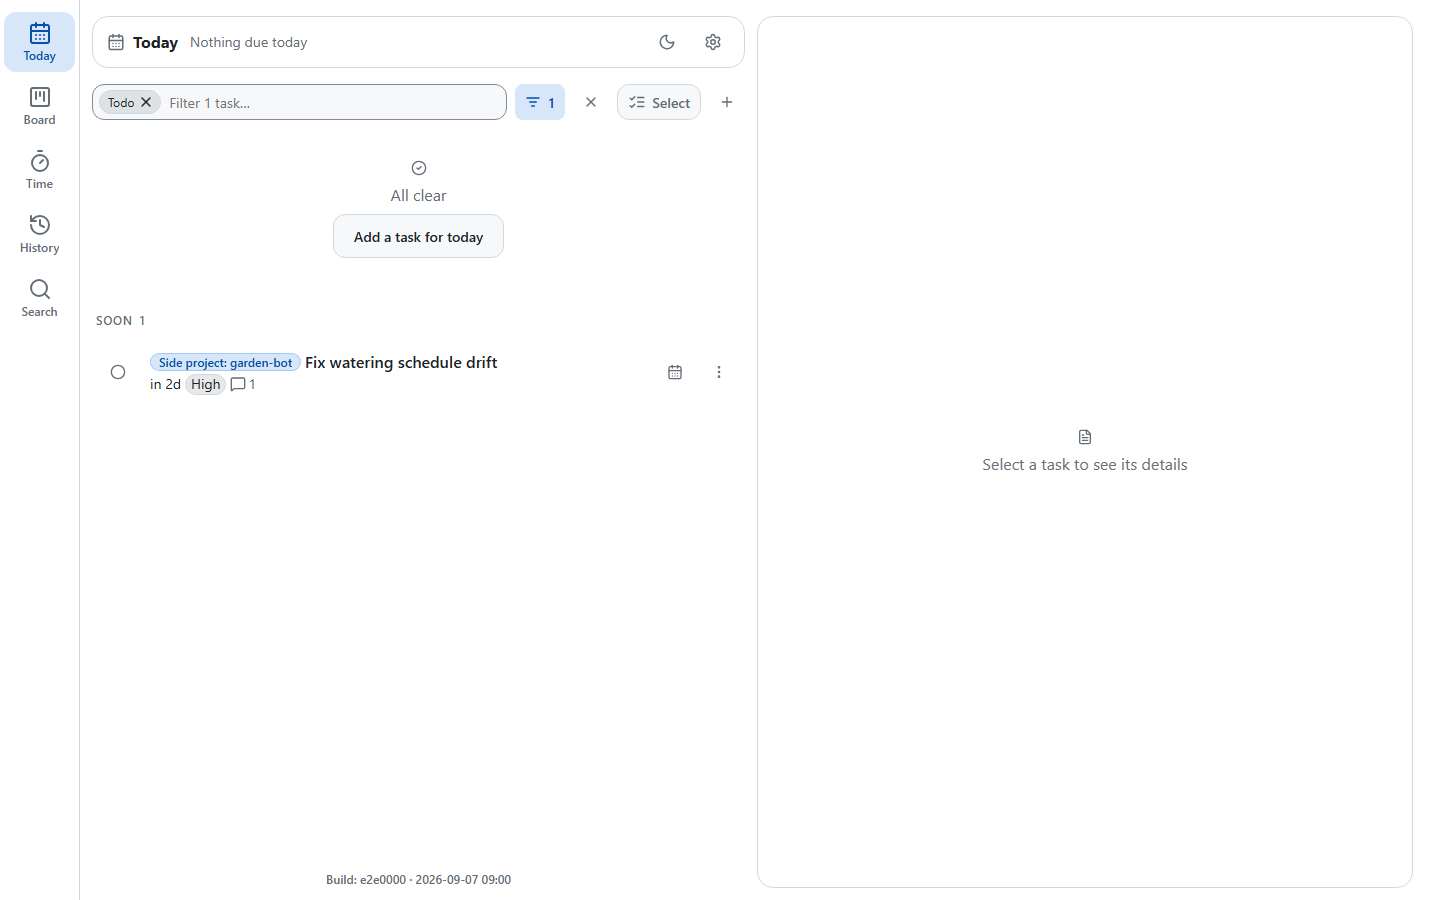 Today
Board
Time
History
Search
Today Nothing due today
Todo Filter 1 task... 1 Select
All clear
Add a task for today
SOON 1
Side project: garden-bot Fix watering schedule drift
in 2d High 1
Build: e2e0000 · 2026-09-07 09:00
Select a task to see its details